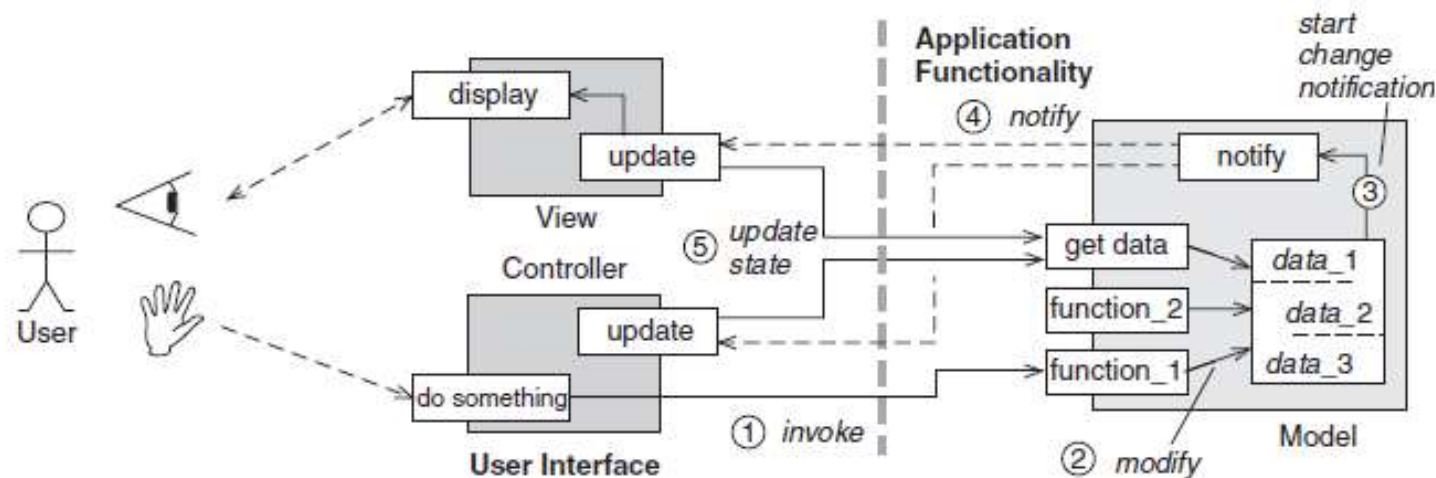 Application
Functionality
start
change
notification
display
④ notify
notify
update
③
View
⑤ update
state
get data
data_1
Controller
User
function_2
data_2
update
function_1
data_3
do something
① invoke
Model
② modify
User Interface